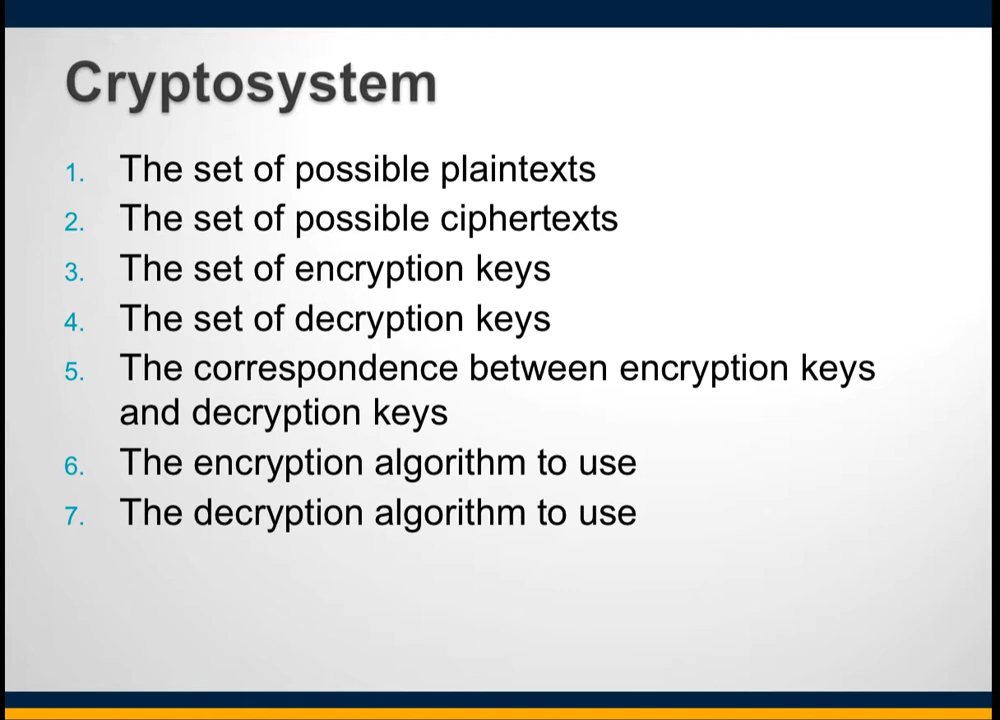 Cryptosystem
1. The set of possible plaintexts
2. The set of possible ciphertexts
3. The set of encryption keys
4. The set of decryption keys
5. The correspondence between encryption keys
and decryption keys
6. The encryption algorithm to use
7. The decryption algorithm to use